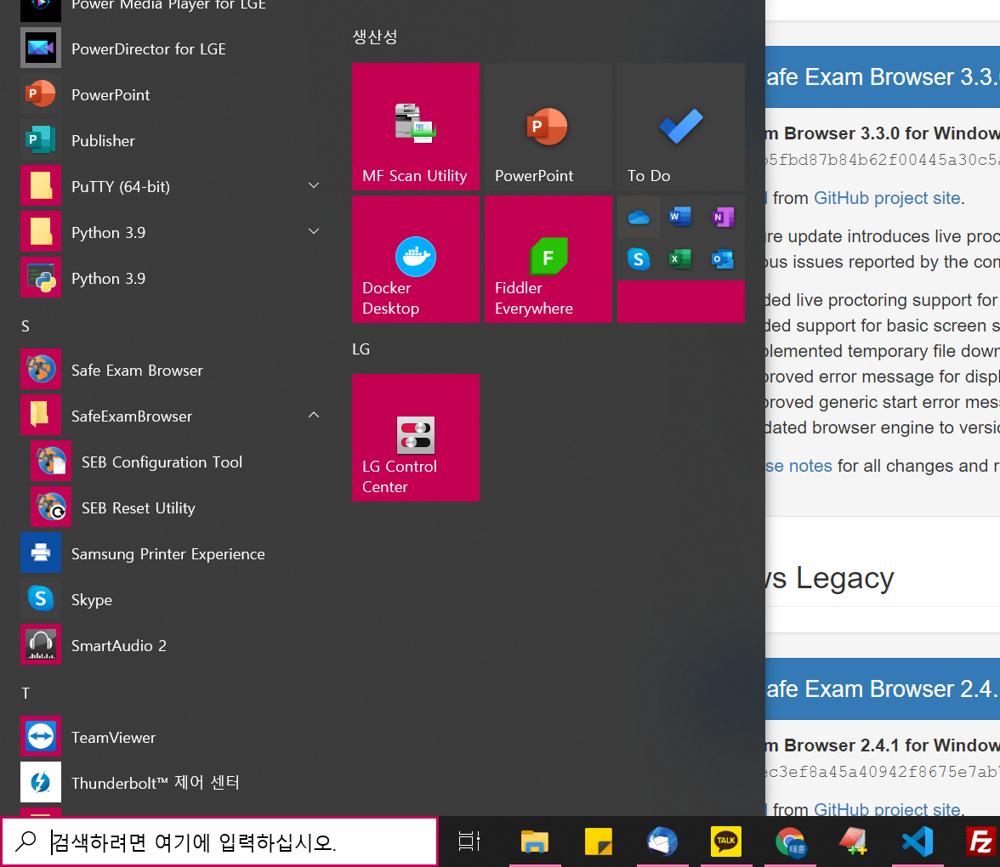 Power Media Player for LGE
PowerDirector for LGE
PowerPoint
Publisher
PuTTY (64-bit)
Python 3.9
Python 3.9
S
Safe Exam Browser
SafeExamBrowser
SEB Configuration Tool
SEB Reset Utility
Samsung Printer Experience
Skype
SmartAudio 2
T
TeamViewer
Thunderbolt™ 제어 센터
생산성
MF Scan Utility
PowerPoint
To Do
Docker
Desktop
Fiddler
Everywhere
LG
LG Control
Center
afe Exam Browser 3.3.
m Browser 3.3.0 for Window
5fbd87b84b62f00445a30c5
from GitHub project site.
re update introduces live proc
ous issues reported by the con
ded live proctoring support for
ded support for basic screen s
plemented temporary file down
proved error message for displ
proved generic start error mes
dated browser engine to versi
se notes for all changes and r
ws Legacy
afe Exam Browser 2.4.
m Browser 2.4.1 for Window
ec3ef8a45a40942f8675e7ab
from GitHub project site.
검색하려면 여기에 입력하십시오.
TALK
태훈